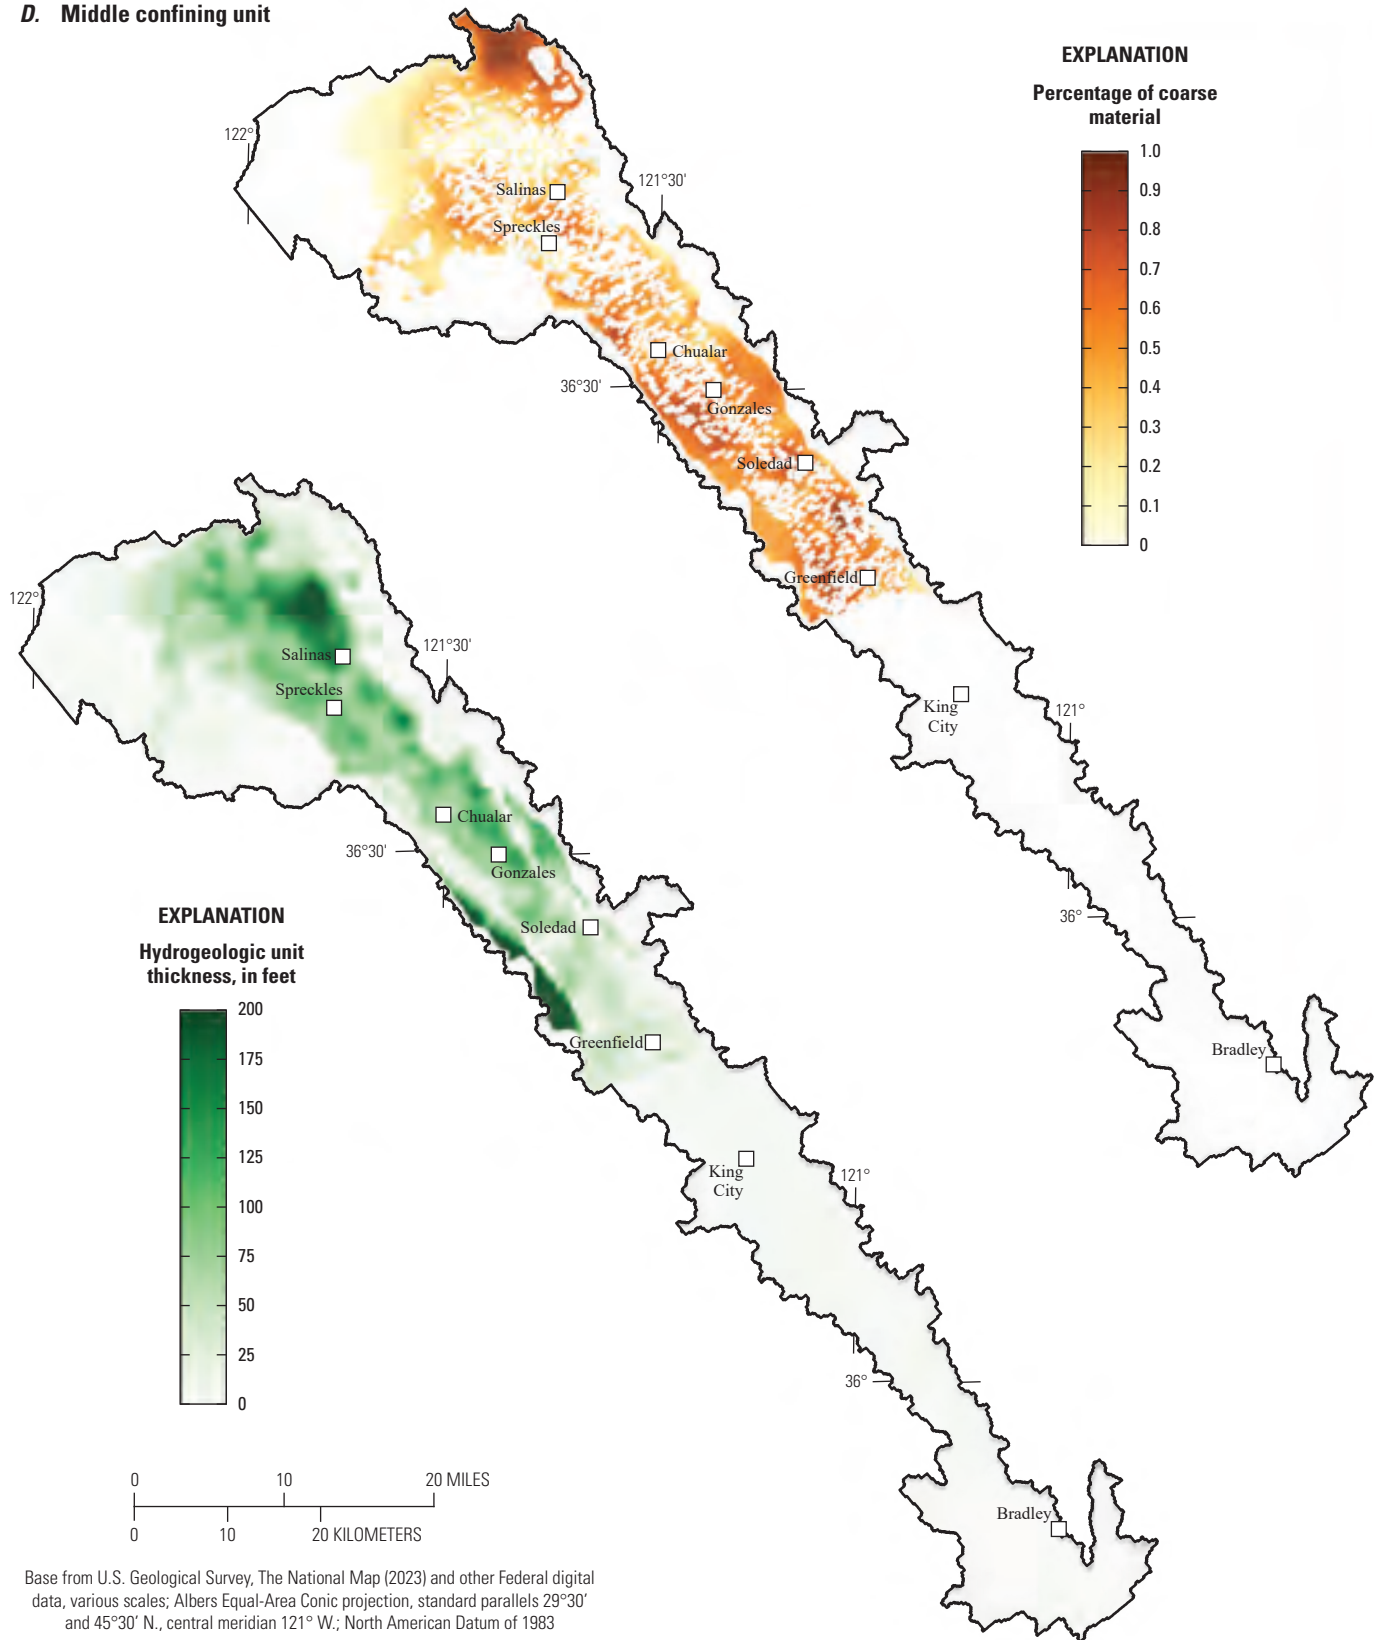 D. Middle confining unit
EXPLANATION
Percentage of coarse
material
1.0
0.9
0.8
0.7
0.6
0.5
0.4
0.3
0.2
0.1
0
122°
121°30'
Salinas
Spreckles
Chualar
36°30'
Gonzales
Soledad
Greenfield
King
City
121°
36°
Bradley
122°
121°30'
Salinas
Spreckles
Chualar
36°30'
Gonzales
Soledad
Greenfield
King
City
121°
36°
Bradley
EXPLANATION
Hydrogeologic unit
thickness, in feet
200
175
150
125
100
75
50
25
0
0 10 20 MILES
0 10 20 KILOMETERS
Base from U.S. Geological Survey, The National Map (2023) and other Federal digital
data, various scales; Albers Equal-Area Conic projection, standard parallels 29°30′
and 45°30′ N., central meridian 121° W.; North American Datum of 1983